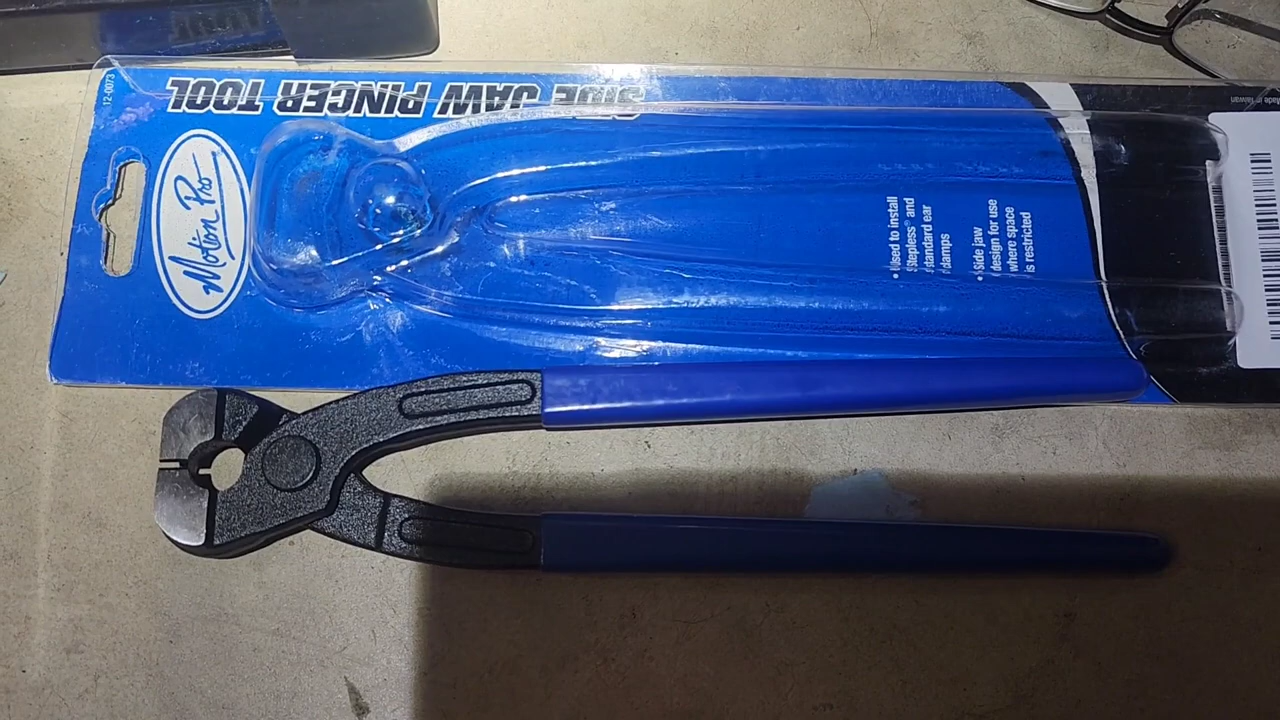 SIDE JAW PINCER TOOL
12-0073
Motion Pro
Made in Taiwan
• Used to install
Stepless® and
standard ear
clamps
• Side jaw
design for use
where space
is restricted